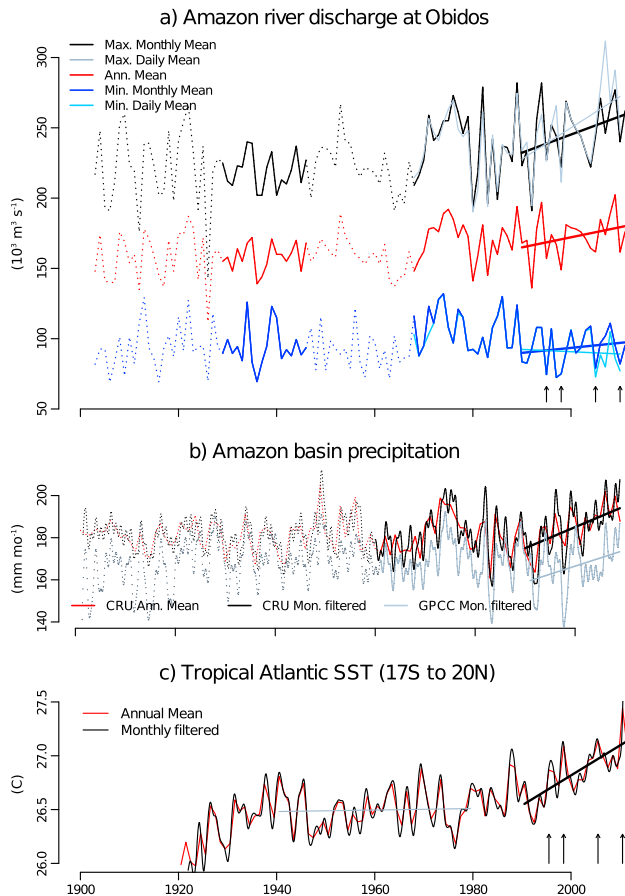 a) Amazon river discharge at Obidos
Max. Monthly Mean
Max. Daily Mean
Ann. Mean
Min. Monthly Mean
Min. Daily Mean
(10³ m³ s)
300
250
200
150
100
50
b) Amazon basin precipitation
(mm mo⁻¹)
200
180
160
140
CRU Ann. Mean CRU Mon. filtered GPCC Mon. filtered
c) Tropical Atlantic SST (17S to 20N)
Annual Mean
Monthly filtered
(C)
27.5
27.0
26.5
26.0
1900 1920 1940 1960 1980 2000